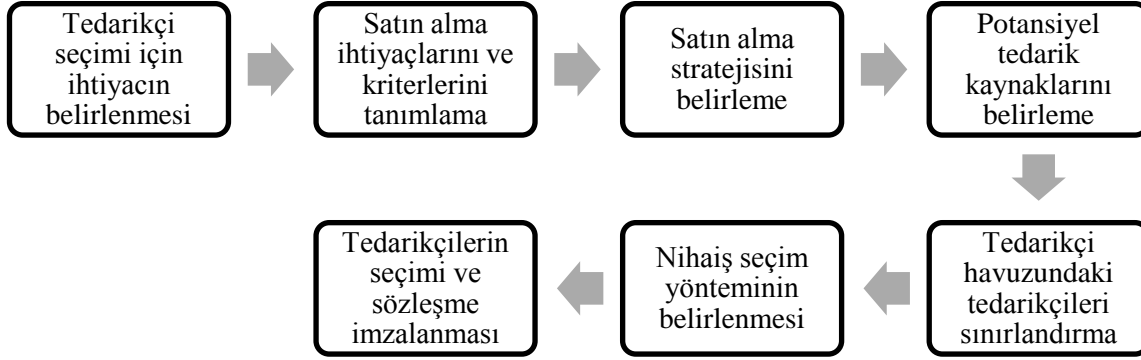 Tedarikçi
seçimi için
ihtiyacın
belirlenmesi
Satın alma
ihtiyaçlarını ve
kriterlerini
tanımlama
Satın alma
stratejisini
belirleme
Potansiyel
tedarik
kaynaklarını
belirleme
Tedarikçi
havuzundaki
tedarikçileri
sınırlandırma
Nihaiş seçim
yönteminin
belirlenmesi
Tedarikçilerin
seçimi ve
sözleşme
imzalanması